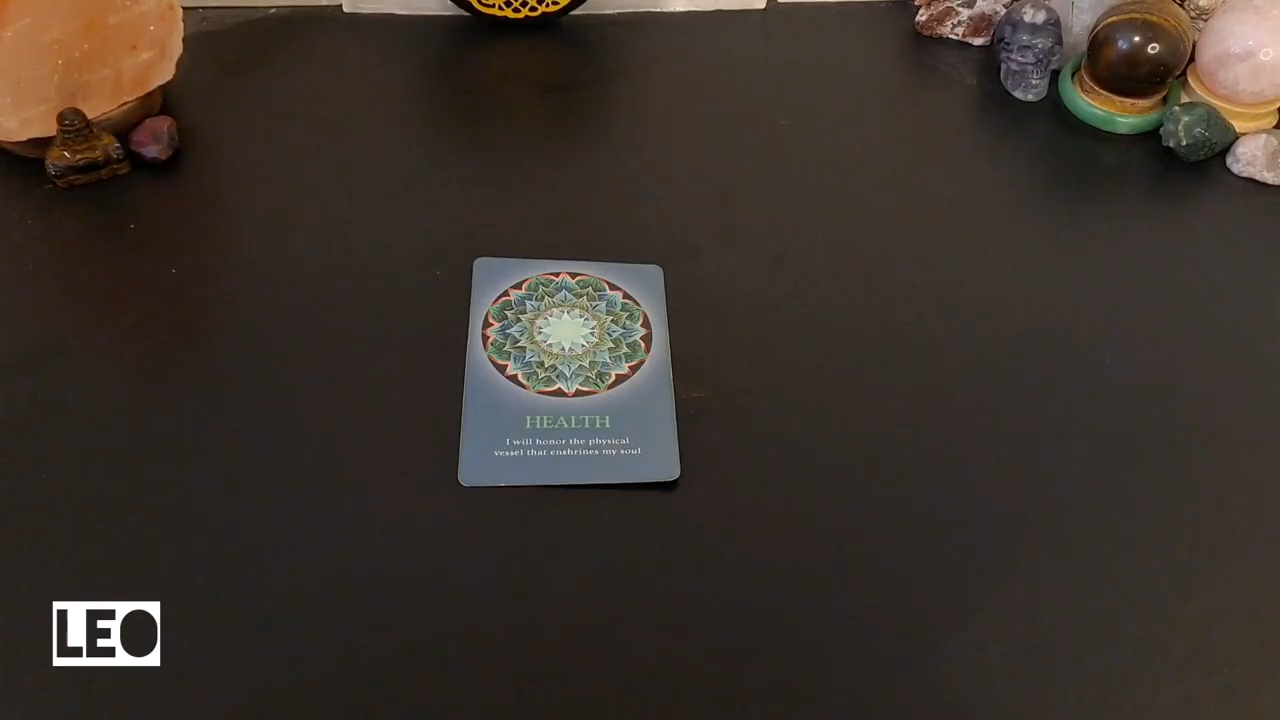 HEALTH
I will honor the physical
vessel that enshrines my soul
LEO